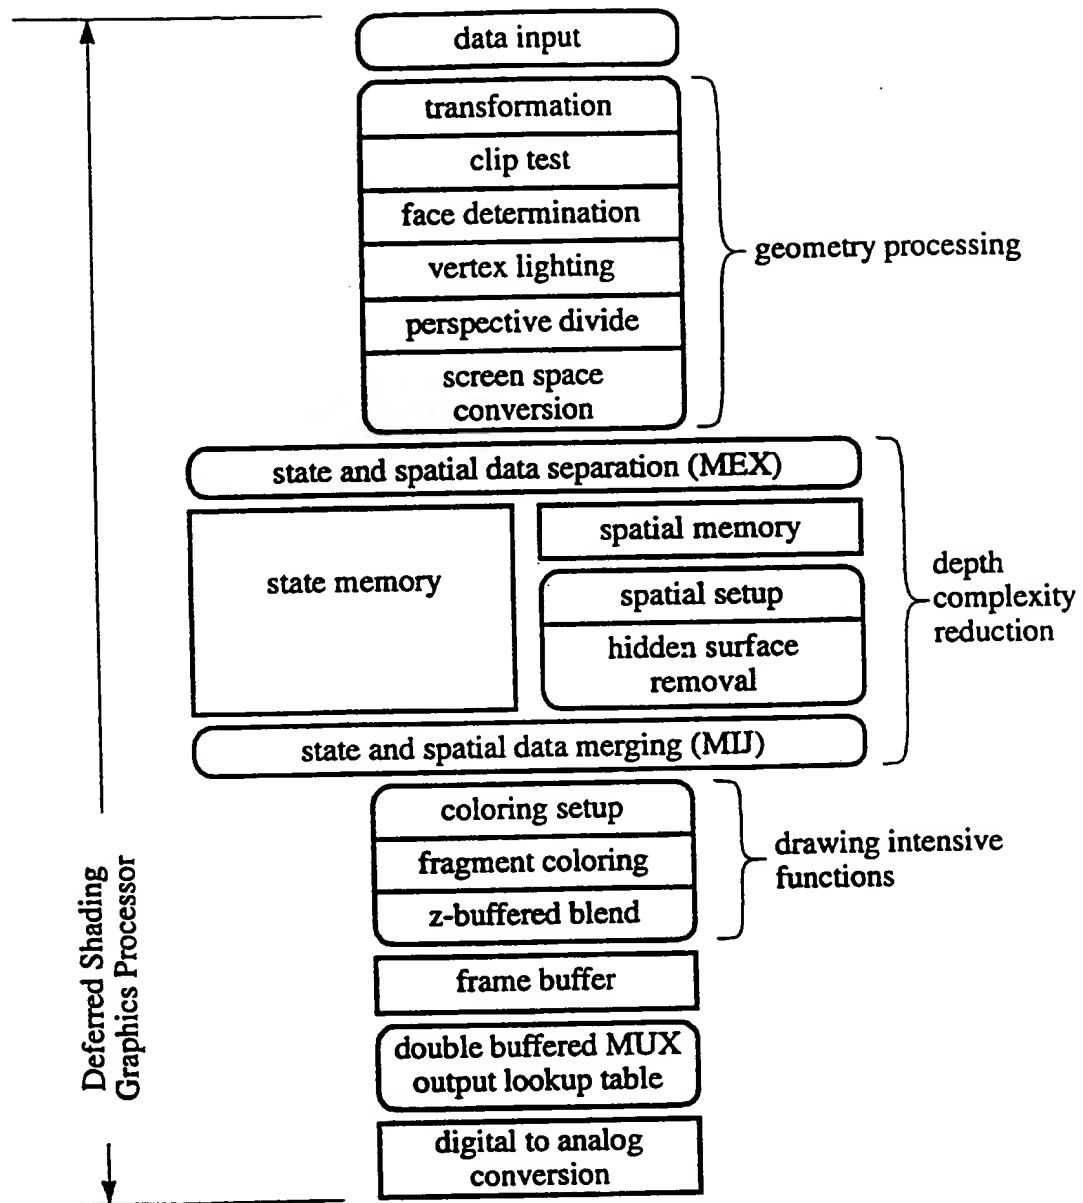 data input
transformation
clip test
face determination
vertex lighting
perspective divide
screen space
conversion
geometry processing
state and spatial data separation (MEX)
state memory
spatial memory
spatial setup
hidden surface
removal
depth
complexity
reduction
state and spatial data merging (MIJ)
coloring setup
fragment coloring
z-buffered blend
drawing intensive
functions
frame buffer
double buffered MUX
output lookup table
digital to analog
conversion
Deferred Shading
Graphics Processor